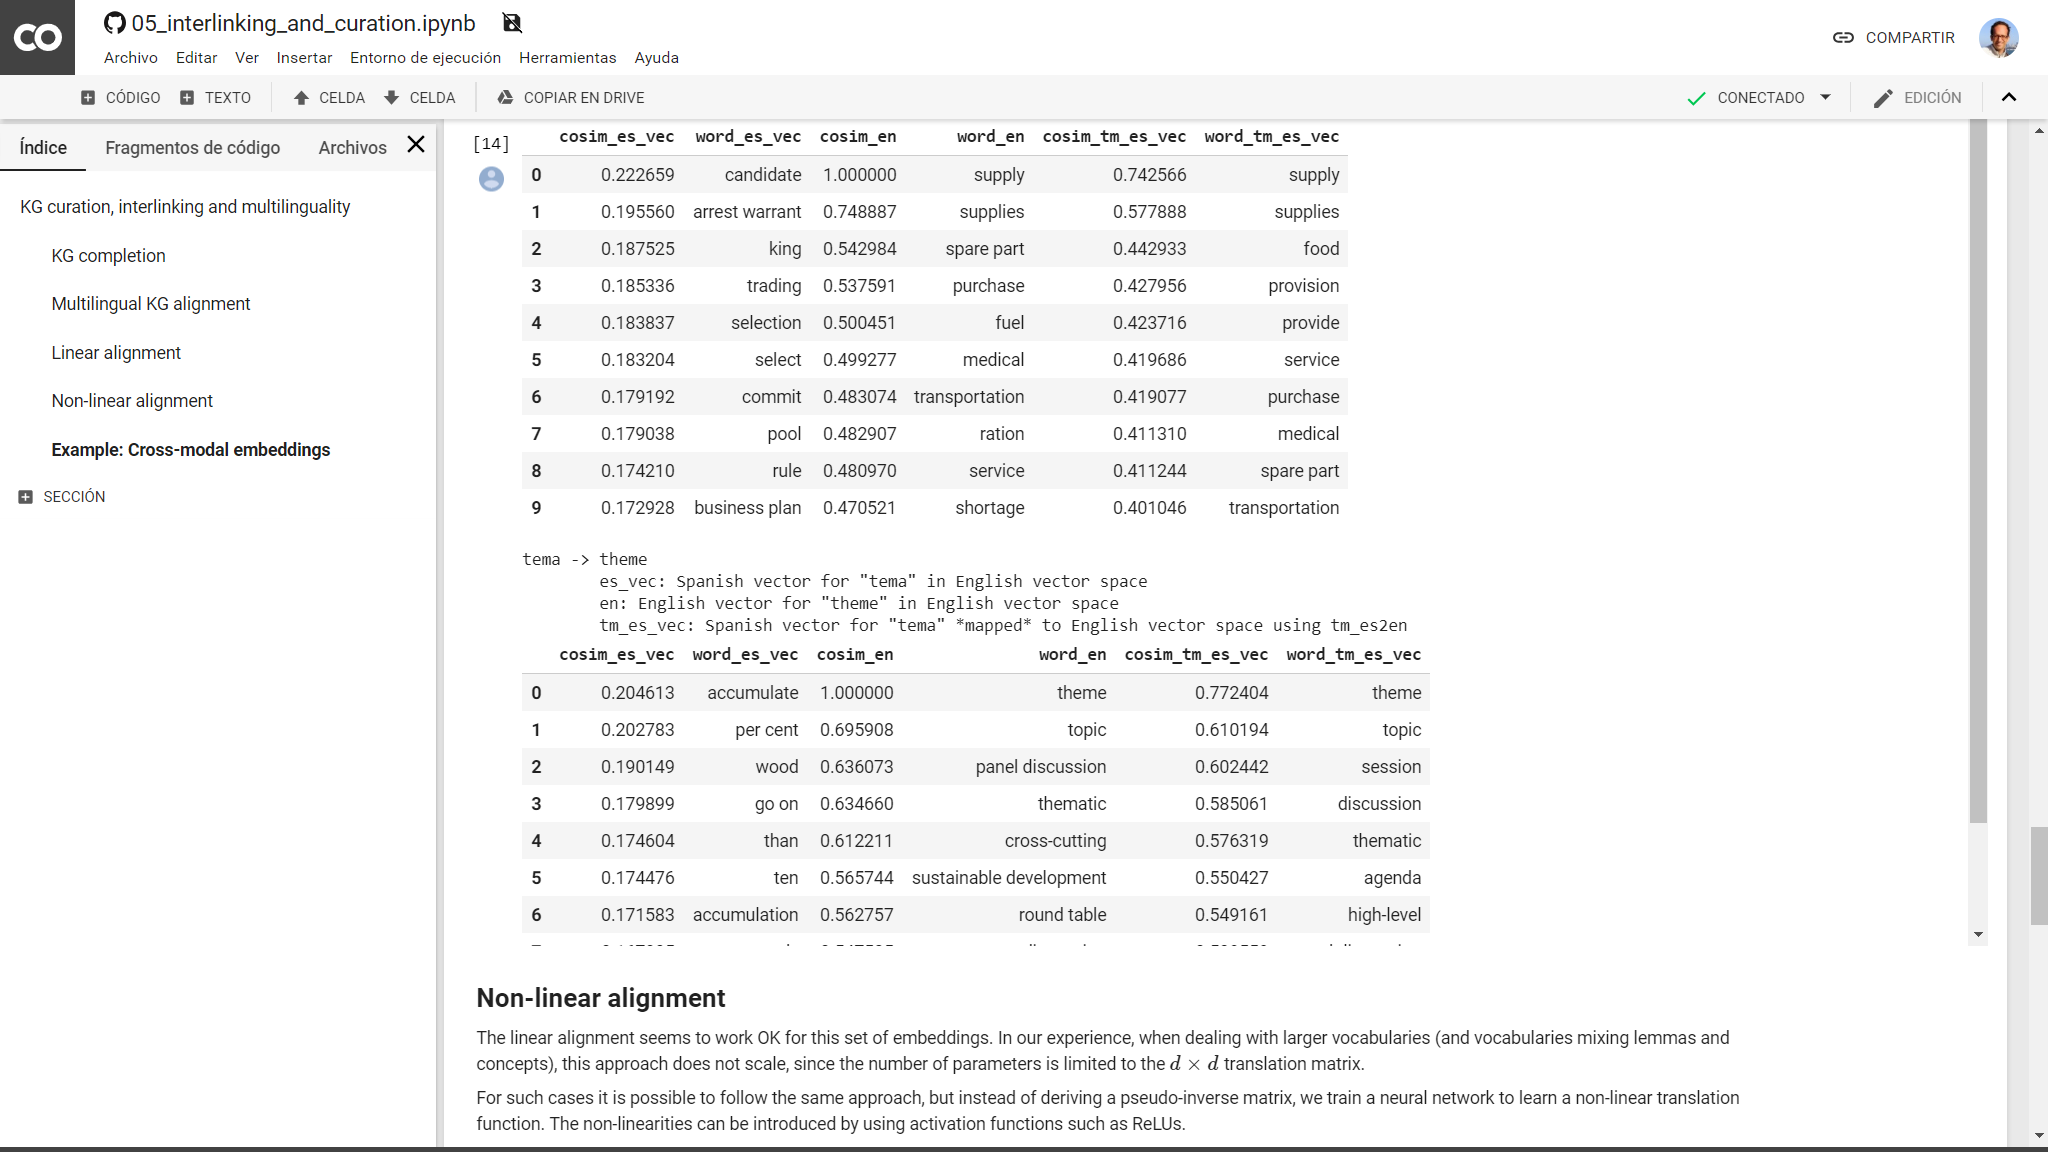 CO
05_interlinking_and_curation.ipynb
Archivo Editar Ver Insertar Entorno de ejecución Herramientas Ayuda
COMPARTIR
CÓDIGO TEXTO CELDA CELDA COPIAR EN DRIVE CONECTADO EDICIÓN
Índice Fragmentos de código Archivos
KG curation, interlinking and multilinguality
KG completion
Multilingual KG alignment
Linear alignment
Non-linear alignment
Example: Cross-modal embeddings
SECCIÓN
[14]
cosim_es_vec word_es_vec cosim_en word_en cosim_tm_es_vec word_tm_es_vec
0 0.222659 candidate 1.000000 supply 0.742566 supply
1 0.195560 arrest warrant 0.748887 supplies 0.577888 supplies
2 0.187525 king 0.542984 spare part 0.442933 food
3 0.185336 trading 0.537591 purchase 0.427956 provision
4 0.183837 selection 0.500451 fuel 0.423716 provide
5 0.183204 select 0.499277 medical 0.419686 service
6 0.179192 commit 0.483074 transportation 0.419077 purchase
7 0.179038 pool 0.482907 ration 0.411310 medical
8 0.174210 rule 0.480970 service 0.411244 spare part
9 0.172928 business plan 0.470521 shortage 0.401046 transportation
tema -> theme
es_vec: Spanish vector for "tema" in English vector space
en: English vector for "theme" in English vector space
tm_es_vec: Spanish vector for "tema" *mapped* to English vector space using tm_es2en
cosim_es_vec word_es_vec cosim_en word_en cosim_tm_es_vec word_tm_es_vec
0 0.204613 accumulate 1.000000 theme 0.772404 theme
1 0.202783 per cent 0.695908 topic 0.610194 topic
2 0.190149 wood 0.636073 panel discussion 0.602442 session
3 0.179899 go on 0.634660 thematic 0.585061 discussion
4 0.174604 than 0.612211 cross-cutting 0.576319 thematic
5 0.174476 ten 0.565744 sustainable development 0.550427 agenda
6 0.171583 accumulation 0.562757 round table 0.549161 high-level
Non-linear alignment
The linear alignment seems to work OK for this set of embeddings. In our experience, when dealing with larger vocabularies (and vocabularies mixing lemmas and
concepts), this approach does not scale, since the number of parameters is limited to the d × d translation matrix.
For such cases it is possible to follow the same approach, but instead of deriving a pseudo-inverse matrix, we train a neural network to learn a non-linear translation
function. The non-linearities can be introduced by using activation functions such as ReLUs.